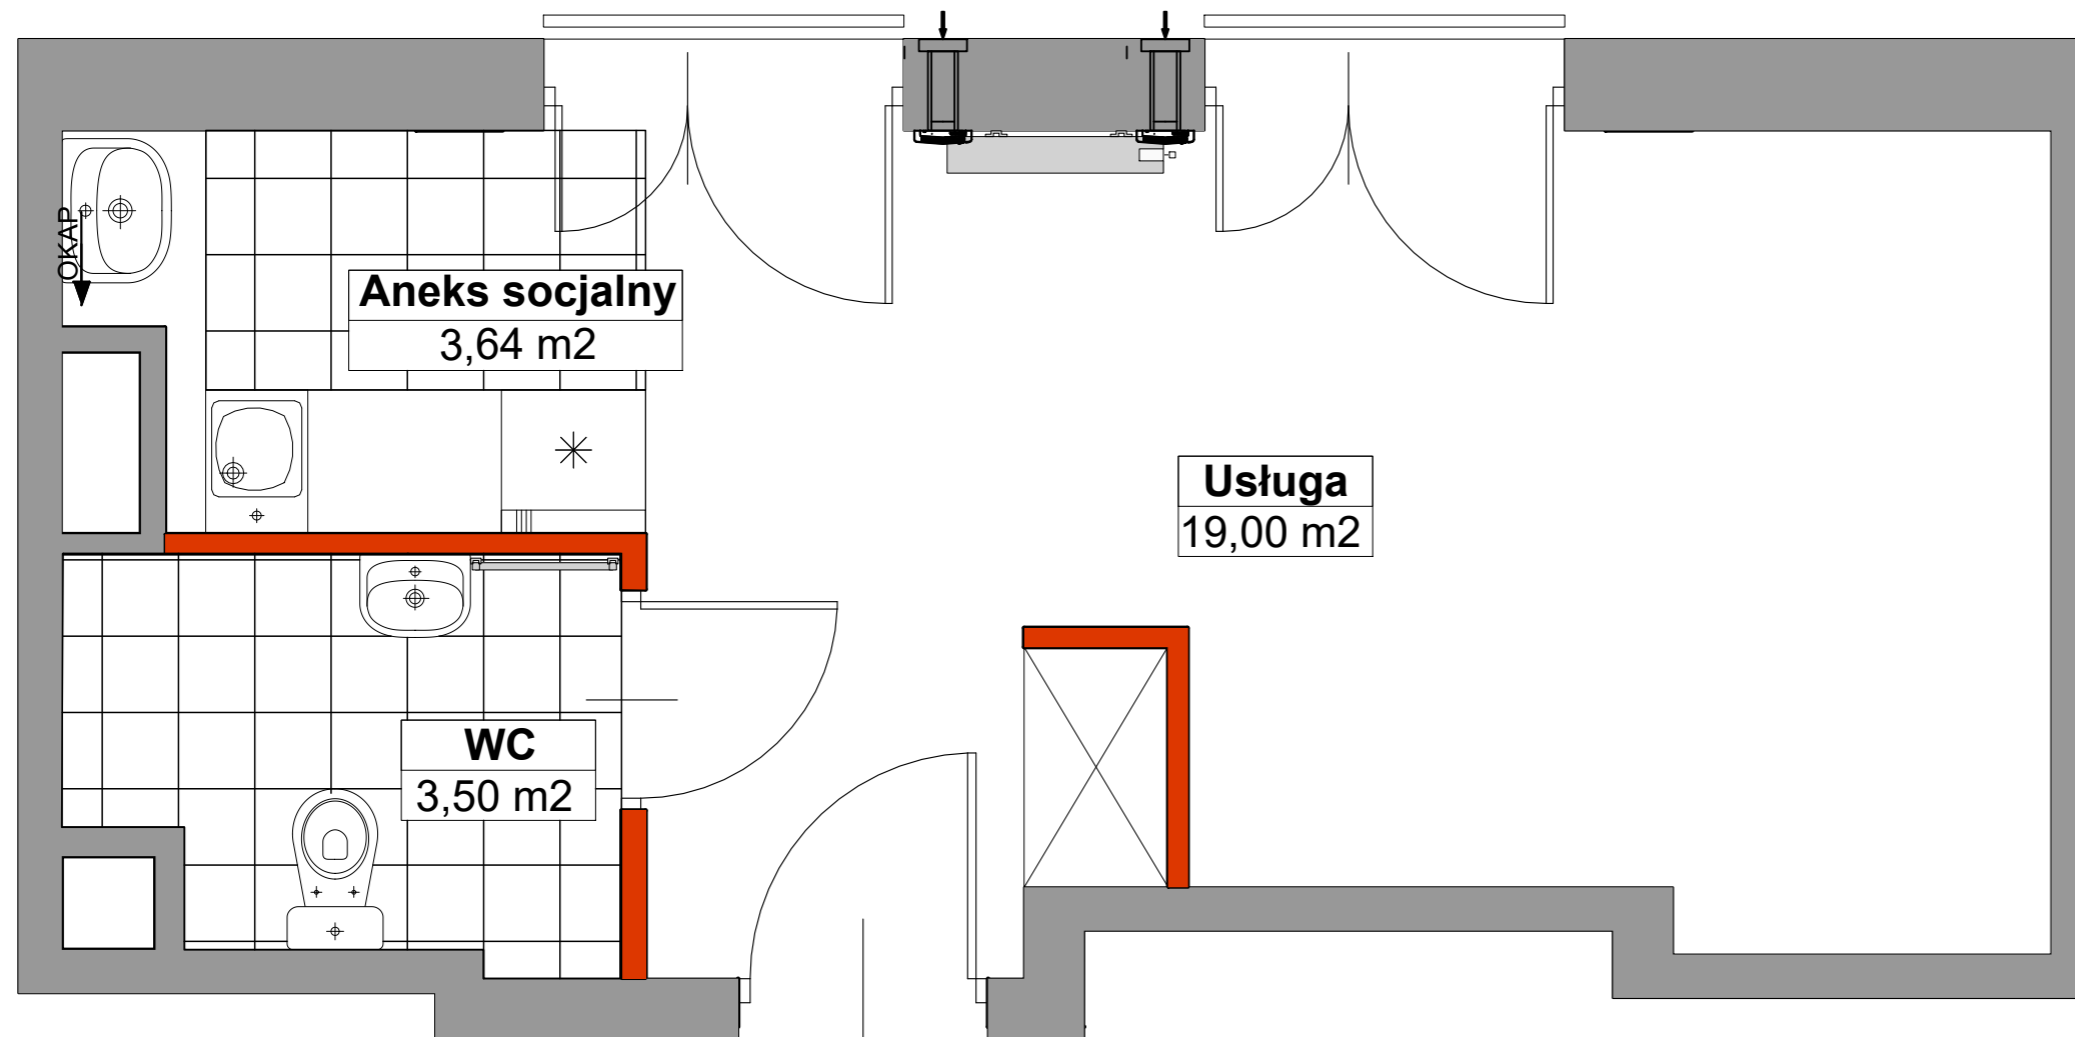 OKAP
Aneks socjalny
3,64 m2
Usługa
19,00 m2
WC
3,50 m2